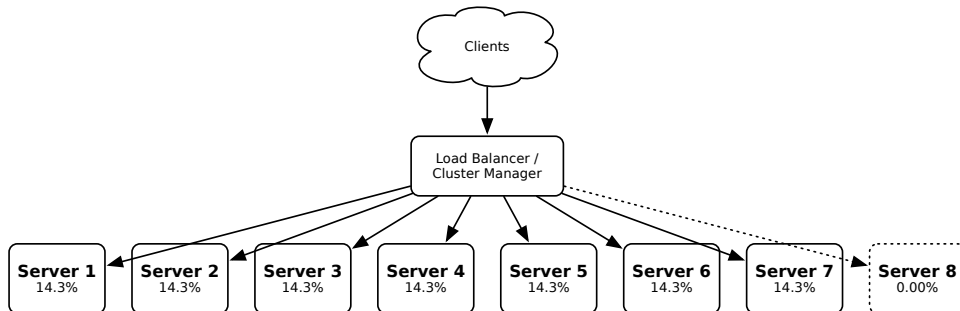 Clients
Load Balancer /
Cluster Manager
Server 1
14.3%
Server 2
14.3%
Server 3
14.3%
Server 4
14.3%
Server 5
14.3%
Server 6
14.3%
Server 7
14.3%
Server 8
0.00%